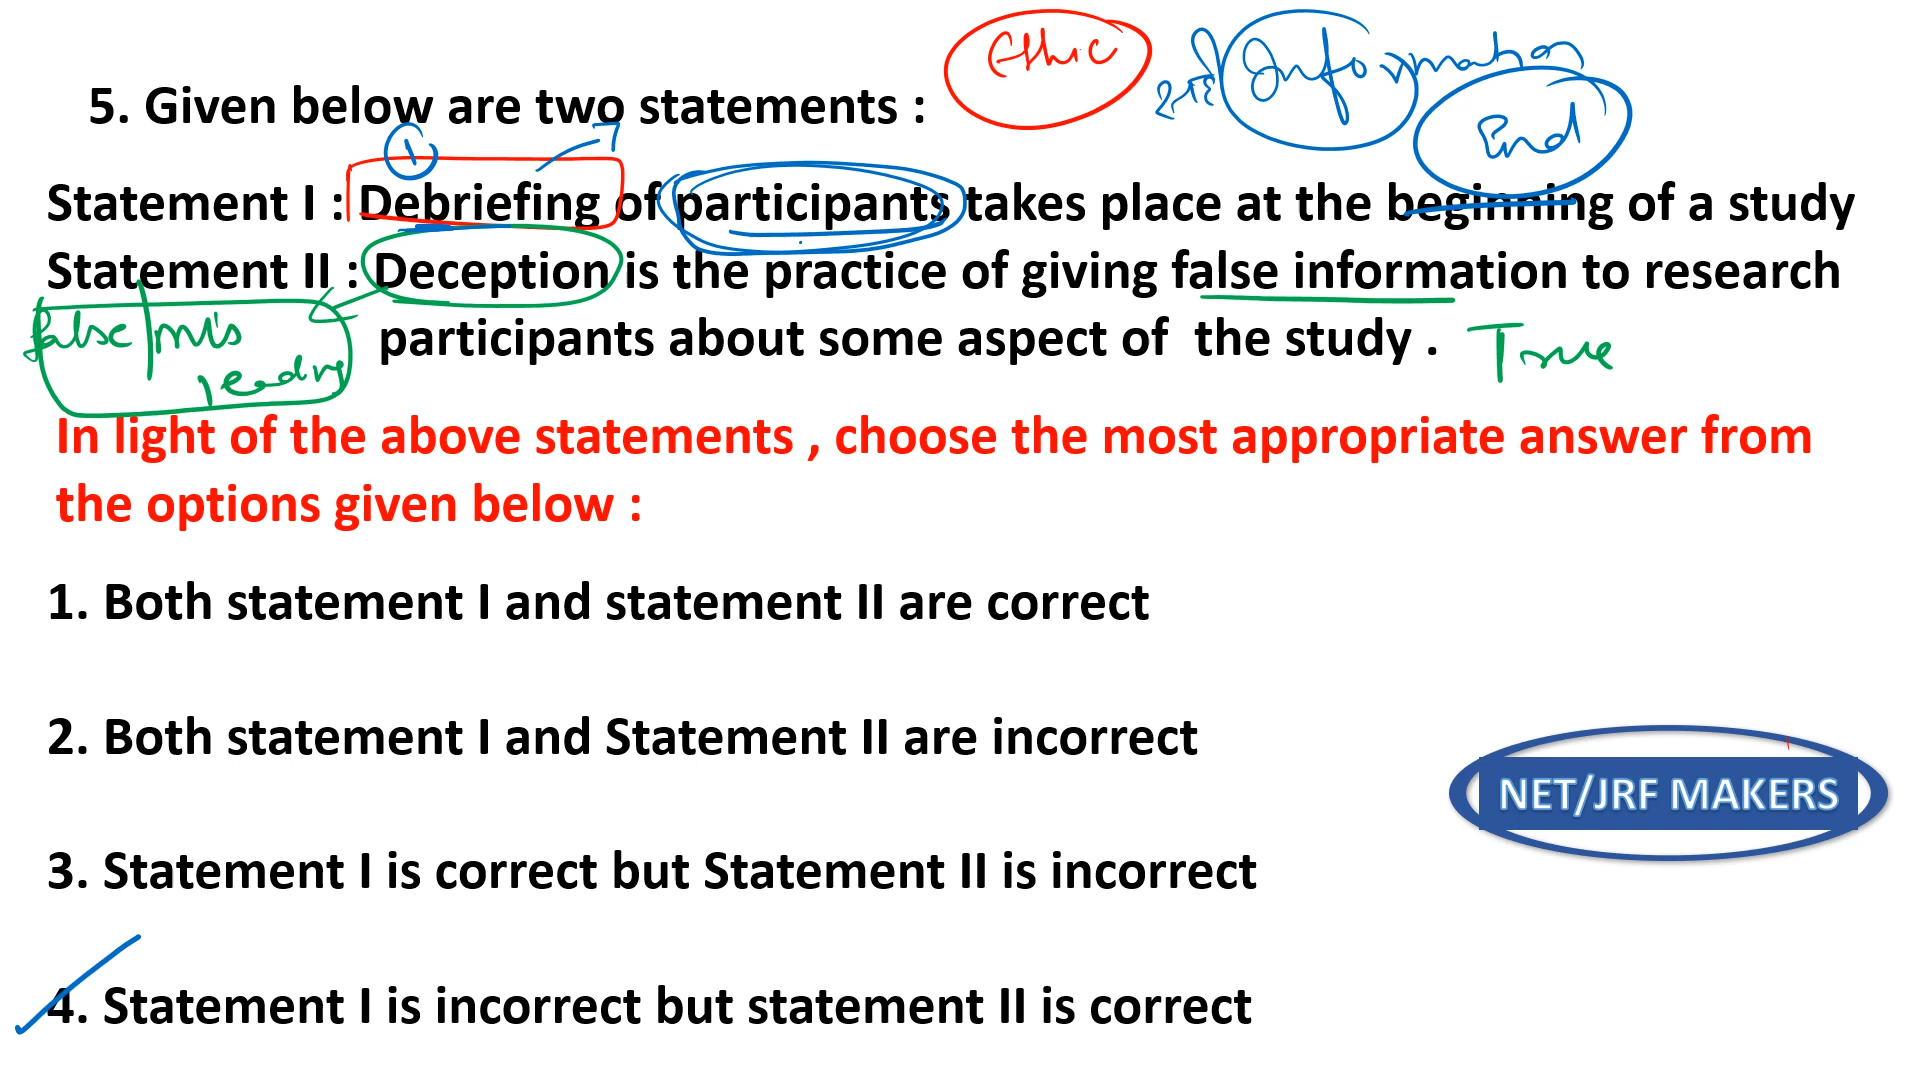 Ethic
Information
End
5. Given below are two statements :
1
Statement I : Debriefing of participants takes place at the beginning of a study
Statement II : Deception is the practice of giving false information to research
false/mis
leading
participants about some aspect of the study . True
In light of the above statements , choose the most appropriate answer from
the options given below :
1. Both statement I and statement II are correct
2. Both statement I and Statement II are incorrect
NET/JRF MAKERS
3. Statement I is correct but Statement II is incorrect
4. Statement I is incorrect but statement II is correct